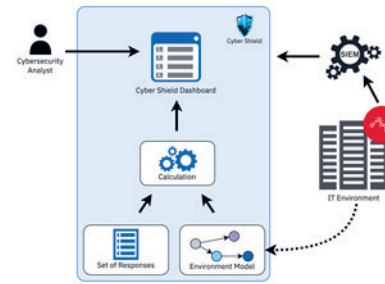 Cyber Shield
Cybersecurity
Analyst
SIEM
Cyber Shield Dashboard
Calculation
IT Environment
Set of Responses
Environment Model